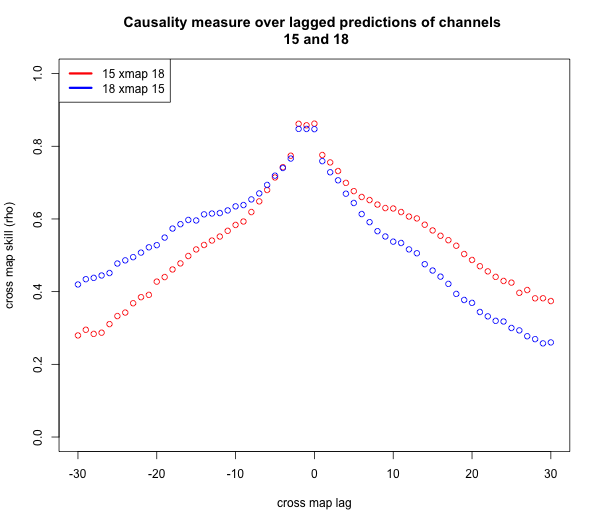 Causality measure over lagged predictions of channels
15 and 18
15 xmap 18
18 xmap 15
cross map skill (rho)
1.0
0.8
0.6
0.4
0.2
0.0
-30 -20 -10 0 10 20 30
cross map lag